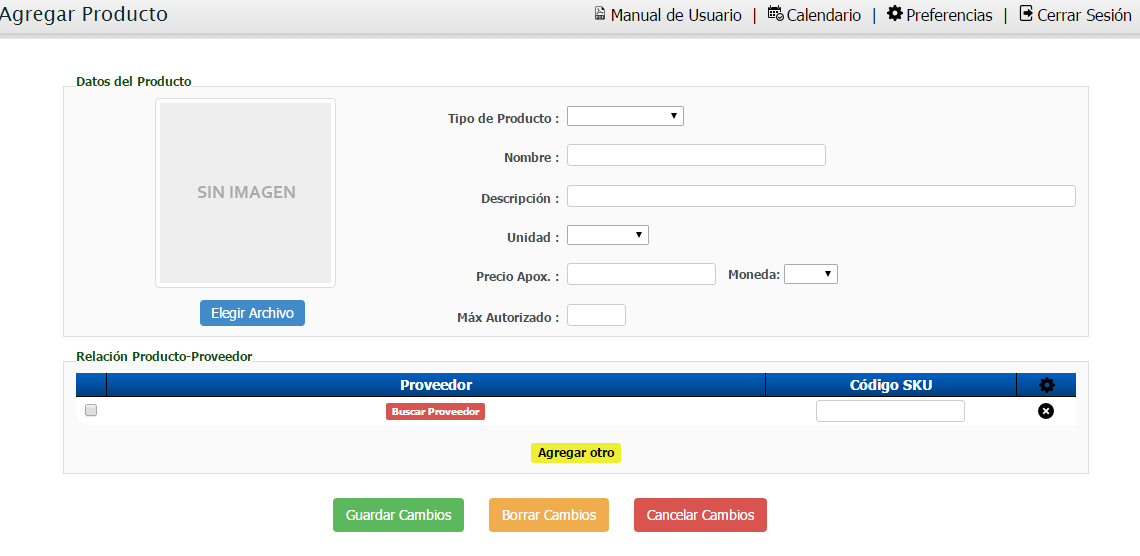 Agregar Producto
Manual de Usuario | Calendario | Preferencias | Cerrar Sesión
Datos del Producto
SIN IMAGEN
Elegir Archivo
Tipo de Producto :
Nombre :
Descripción :
Unidad :
Precio Apox. : Moneda:
Máx Autorizado :
Relación Producto-Proveedor
Proveedor Código SKU
Buscar Proveedor
Agregar otro
Guardar Cambios Borrar Cambios Cancelar Cambios